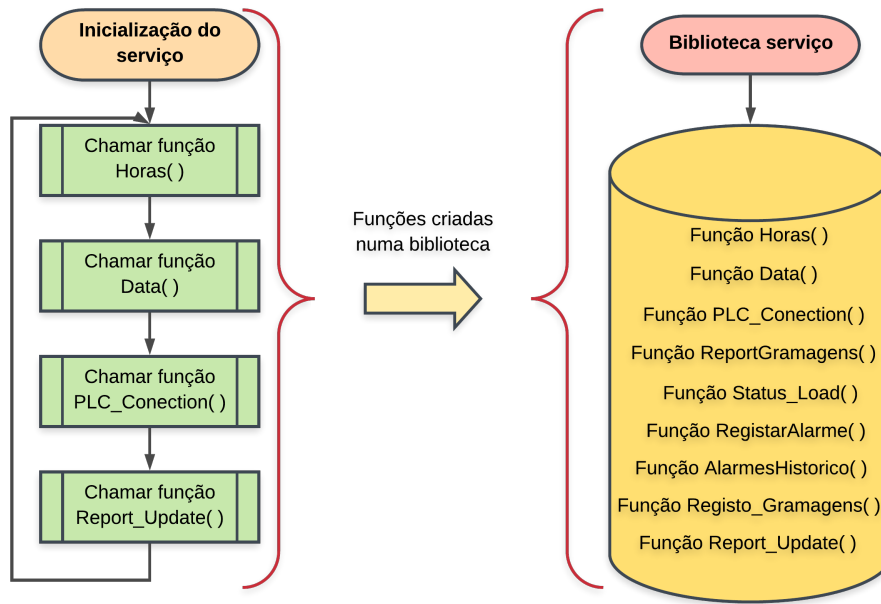 Inicialização do
serviço
Chamar função
Horas( )
Chamar função
Data( )
Chamar função
PLC_Conection( )
Chamar função
Report_Update( )
Funções criadas
numa biblioteca
Biblioteca serviço
Função Horas( )
Função Data( )
Função PLC_Conection( )
Função ReportGramagens( )
Função Status_Load( )
Função RegistarAlarme( )
Função AlarmesHistorico( )
Função Registo_Gramagens( )
Função Report_Update( )